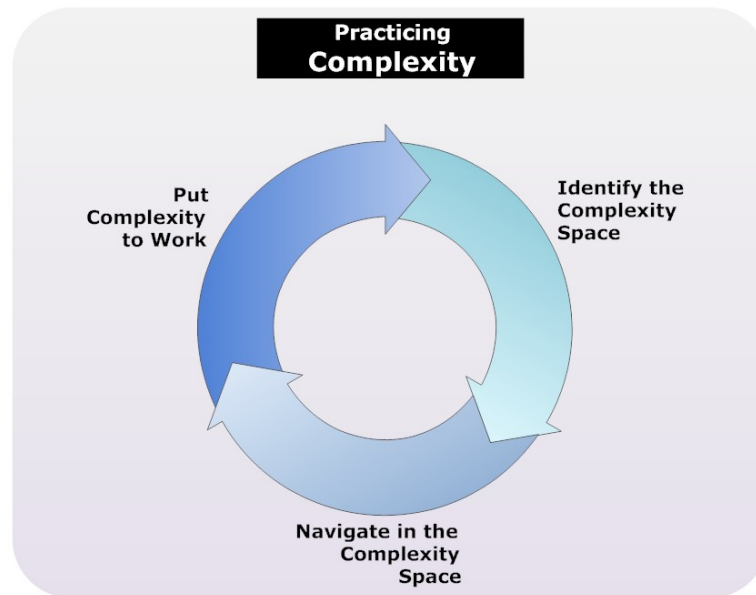 Practicing
Complexity
Put
Complexity
to Work
Identify the
Complexity
Space
Navigate in the
Complexity
Space